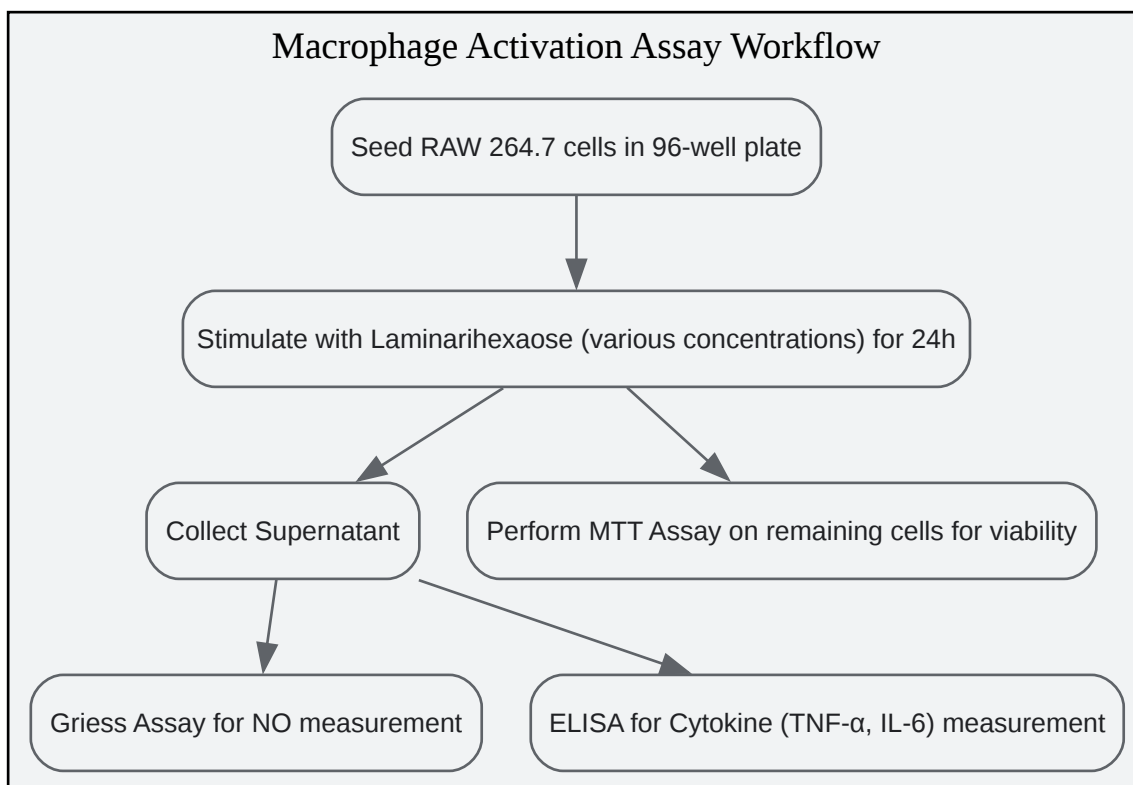 Macrophage Activation Assay Workflow
Seed RAW 264.7 cells in 96-well plate
Stimulate with Laminarihexaose (various concentrations) for 24h
Collect Supernatant
Perform MTT Assay on remaining cells for viability
Griess Assay for NO measurement
ELISA for Cytokine (TNF-α, IL-6) measurement